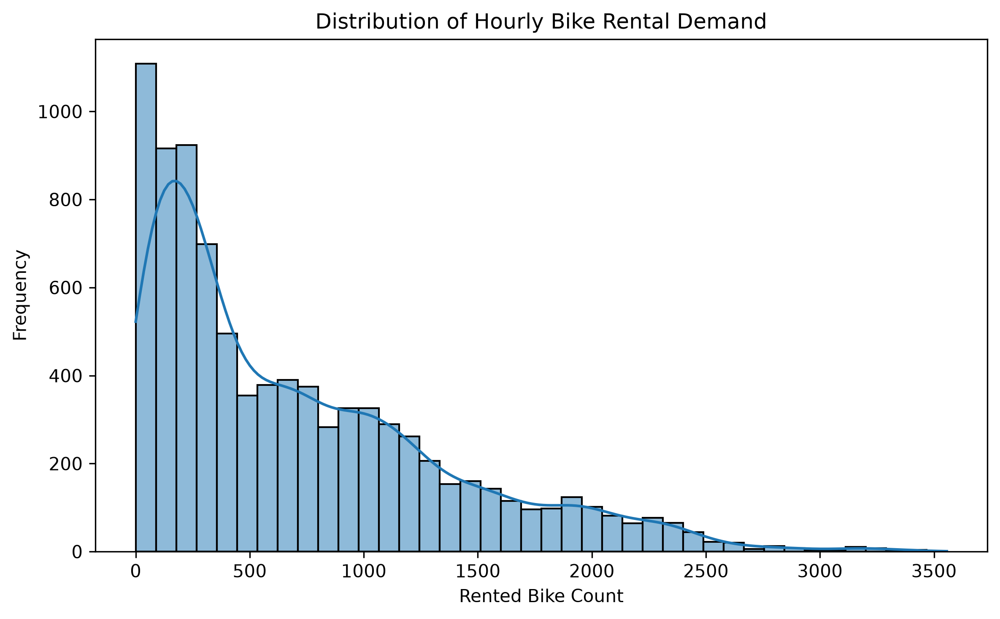 Distribution of Hourly Bike Rental Demand
Frequency
1000
800
600
400
200
0
0 500 1000 1500 2000 2500 3000 3500
Rented Bike Count